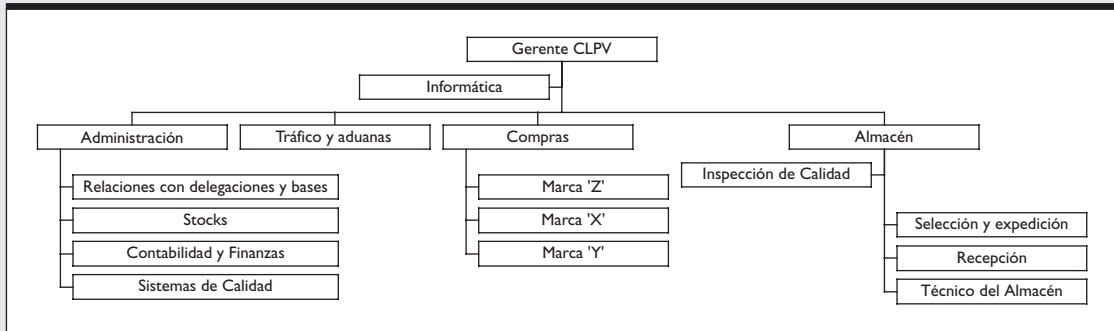 Gerente CLPV
Informática
Administración
Tráfico y aduanas
Compras
Almacén
Relaciones con delegaciones y bases
Stocks
Contabilidad y Finanzas
Sistemas de Calidad
Marca 'Z'
Marca 'X'
Marca 'Y'
Inspección de Calidad
Selección y expedición
Recepción
Técnico del Almacén